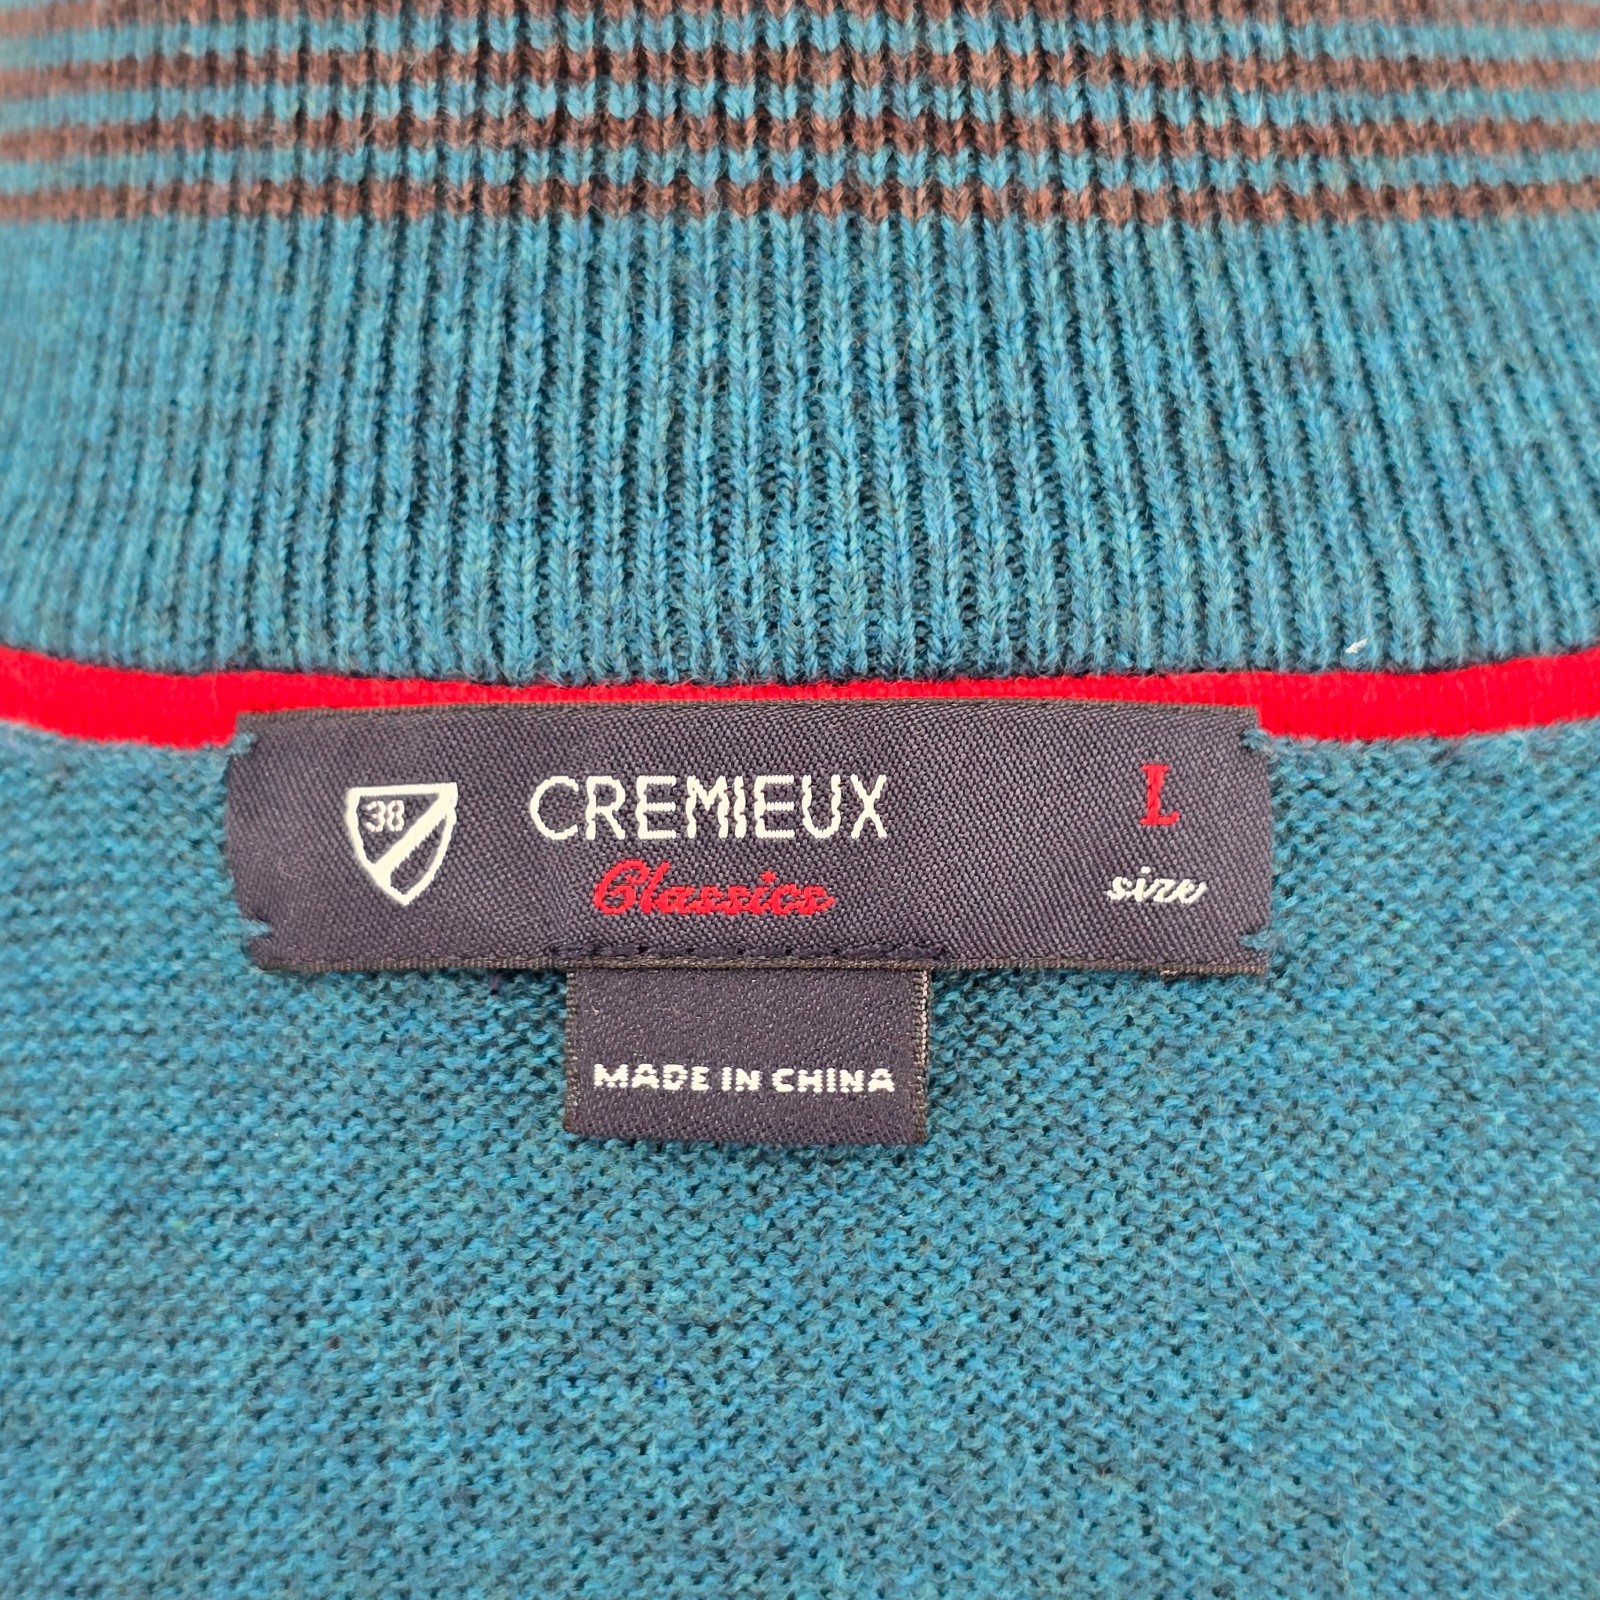 38
CREMIEUX
Classics
L
size
MADE IN CHINA